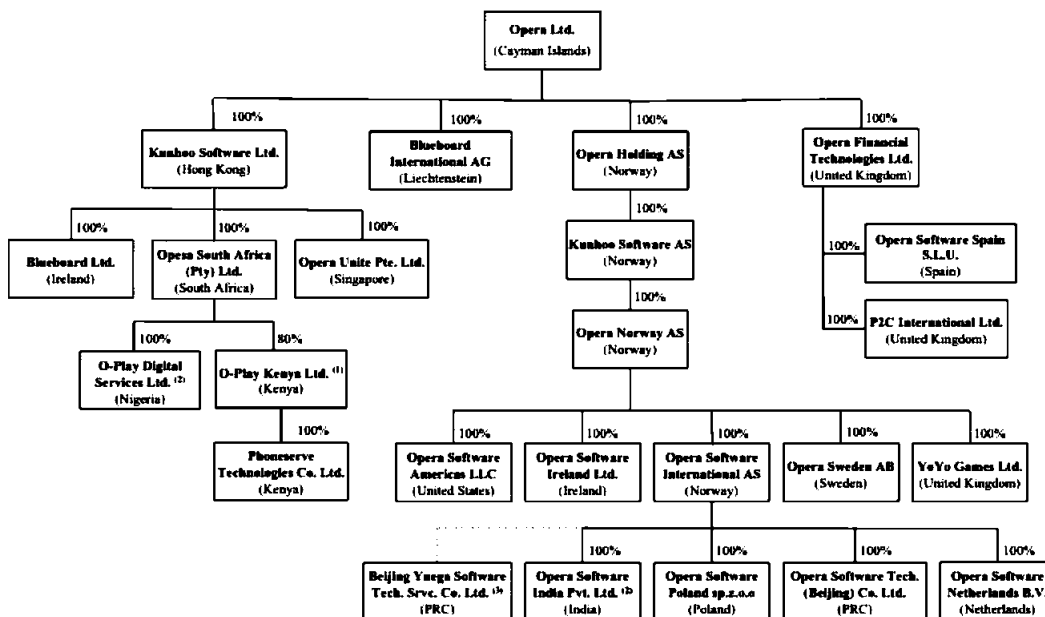 Opera Ltd.
(Cayman Islands)
100%
100%
100%
100%
Kunhoo Software Ltd.
(Hong Kong)
Blueboard
International AG
(Liechtenstein)
Opera Holding AS
(Norway)
Opera Financial
Technologies Ltd.
(United Kingdom)
100%
100%
100%
100%
100%
Blueboard Ltd.
(Ireland)
Opesa South Africa
(Pty) Ltd.
(South Africa)
Opera Unite Pte. Ltd.
(Singapore)
Kunhoo Software AS
(Norway)
Opera Software Spain
S.L.U.
(Spain)
100%
100%
80%
100%
O-Play Digital
Services Ltd. (2)
(Nigeria)
O-Play Kenya Ltd. (1)
(Kenya)
Opera Norway AS
(Norway)
P2C International Ltd.
(United Kingdom)
100%
Phoneserve
Technologies Co. Ltd.
(Kenya)
100%
100%
100%
100%
100%
Opera Software
Americas LLC
(United States)
Opera Software
Ireland Ltd.
(Ireland)
Opera Software
International AS
(Norway)
Opera Sweden AB
(Sweden)
YoYo Games Ltd.
(United Kingdom)
100%
100%
100%
100%
Beijing Yuega Software
Tech. Srvc. Co. Ltd. (3)
(PRC)
Opera Software
India Pvt. Ltd. (2)
(India)
Opera Software
Poland sp.z.o.o
(Poland)
Opera Software Tech.
(Beijing) Co. Ltd.
(PRC)
Opera Software
Netherlands B.V.
(Netherlands)